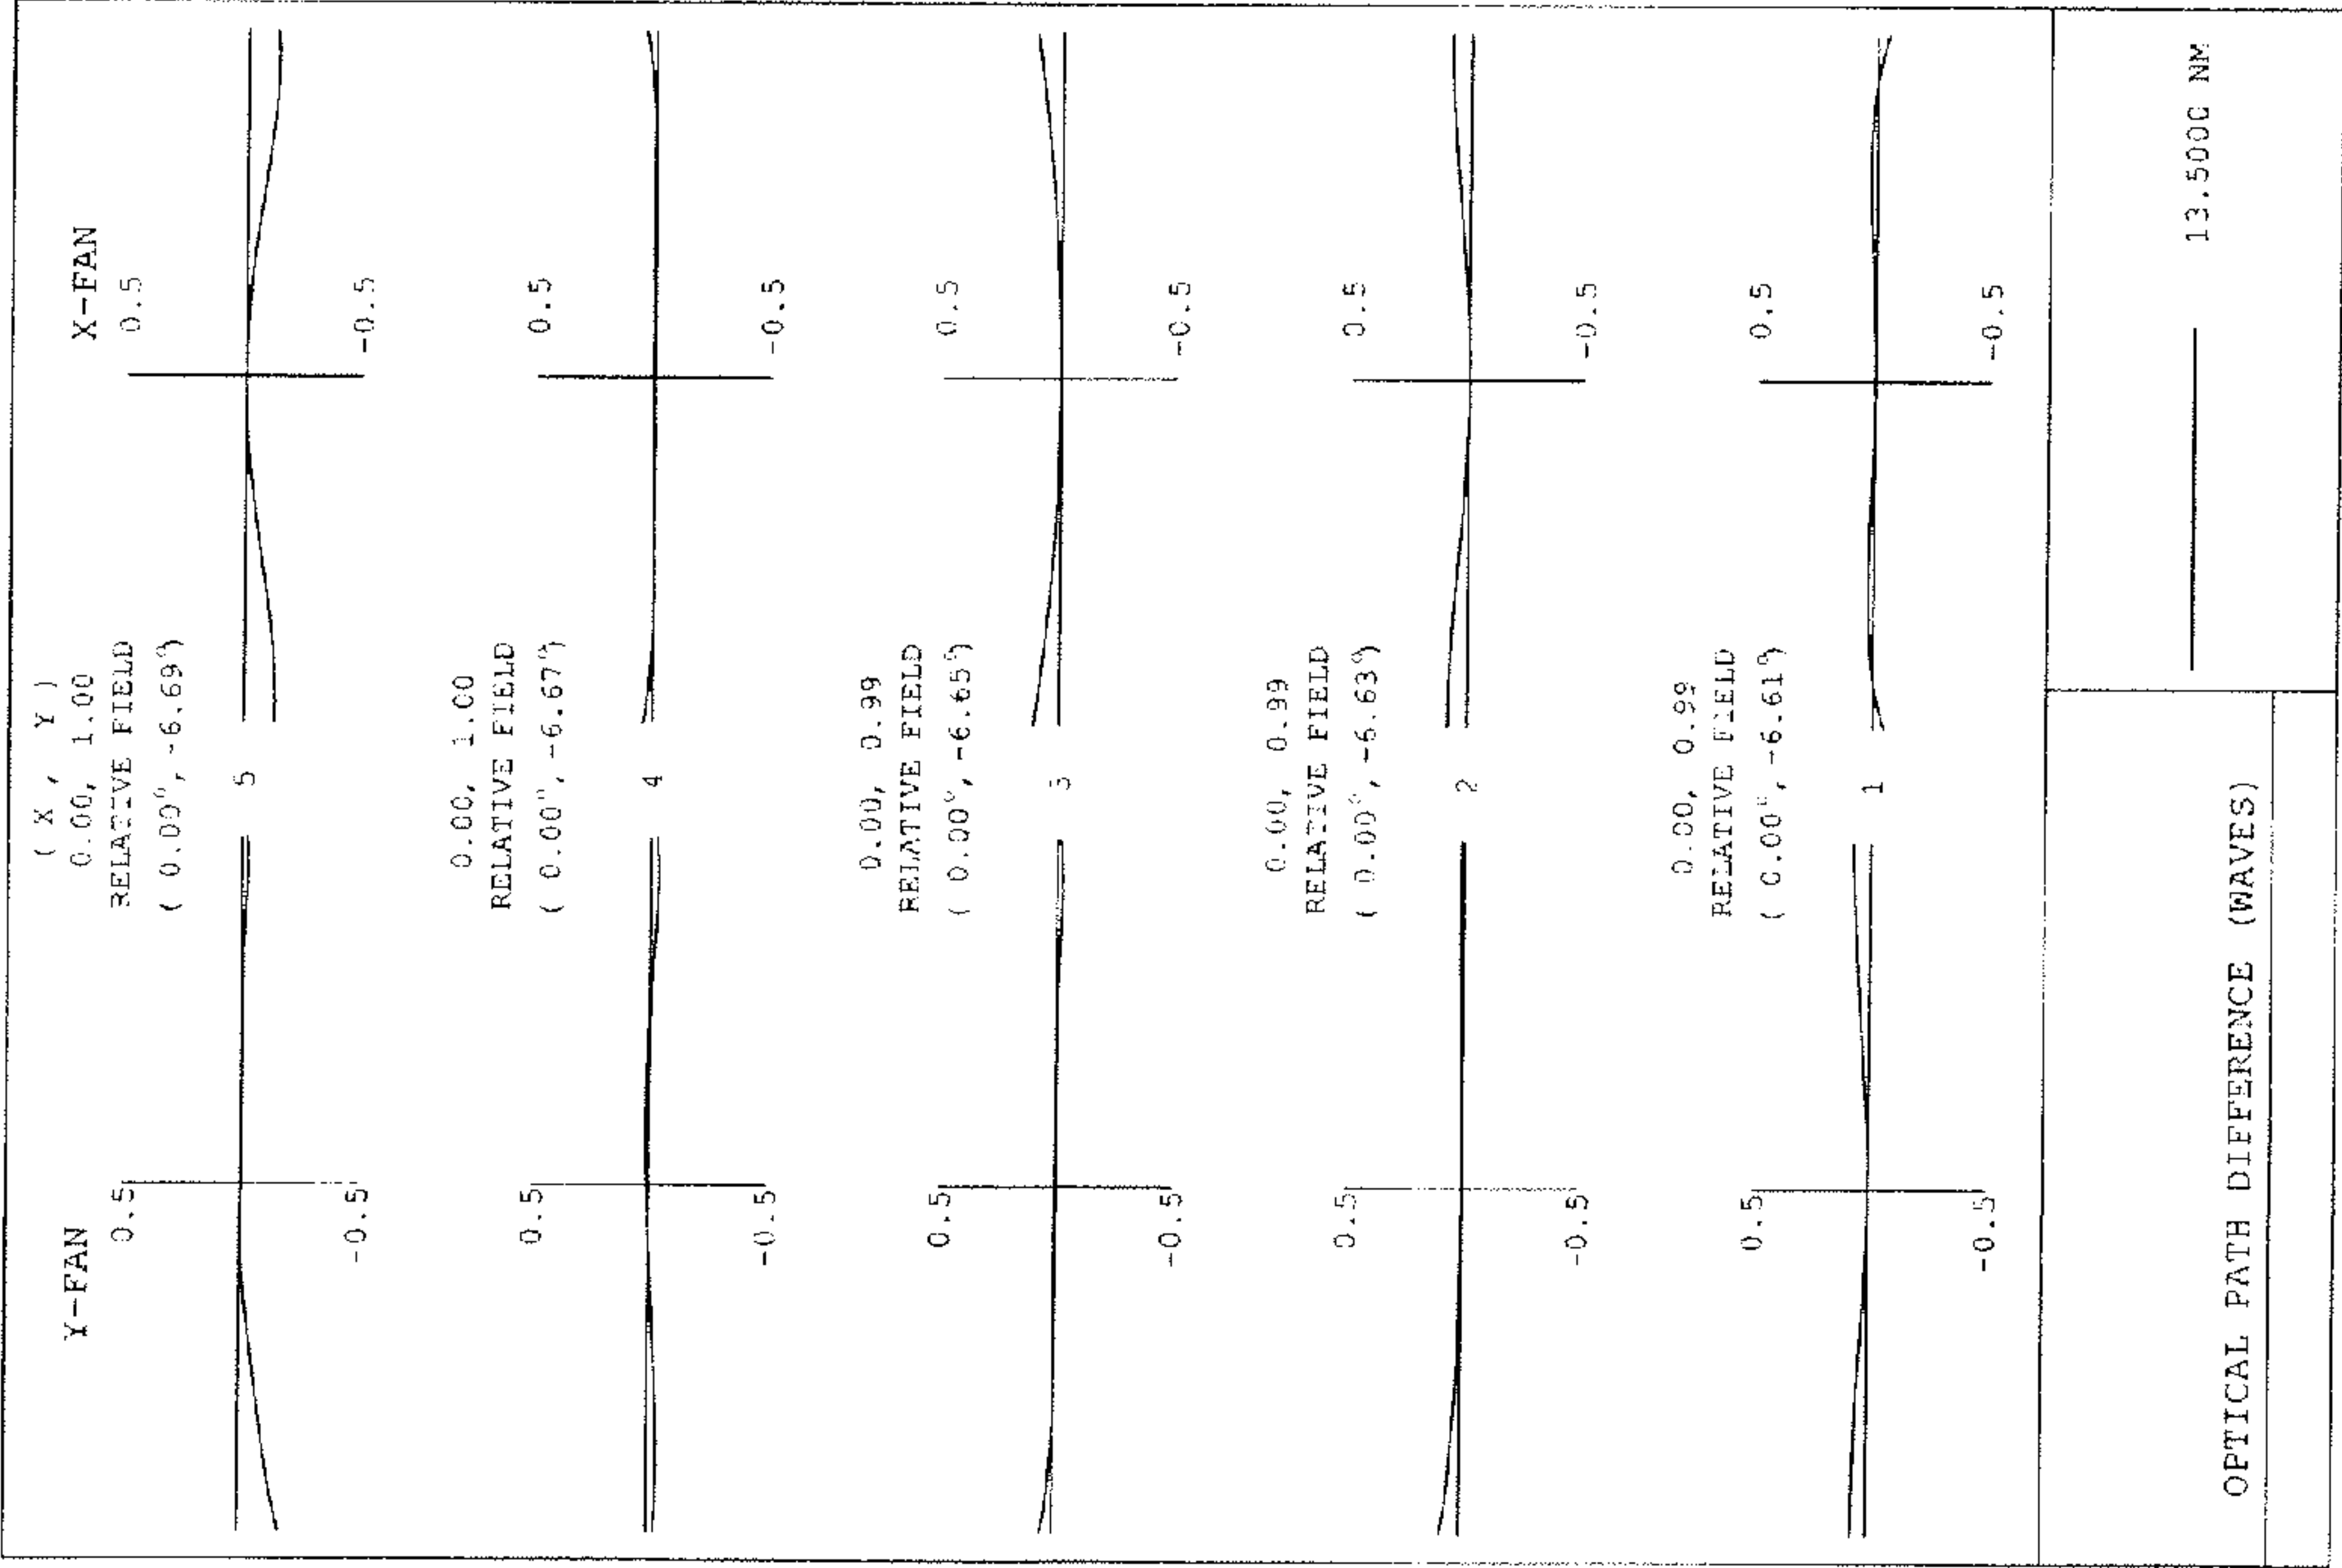 ( X , Y )
Y-FAN 0.00, 1.00 X-FAN
RELATIVE FIELD
0.5 ( 0.00°, -6.69°) 0.5
5
-0.5 -0.5
0.00, 1.00
RELATIVE FIELD
0.5 ( 0.00°, -6.67°) 0.5
4
-0.5 -0.5
0.00, 0.99
RELATIVE FIELD
0.5 ( 0.00°, -6.65°) 0.5
3
-0.5 -0.5
0.00, 0.99
RELATIVE FIELD
0.5 ( 0.00°, -6.63°) 0.5
2
-0.5 -0.5
0.00, 0.99
RELATIVE FIELD
0.5 ( 0.00°, -6.61°) 0.5
1
-0.5 -0.5
13.5000 NM
OPTICAL PATH DIFFERENCE (WAVES)